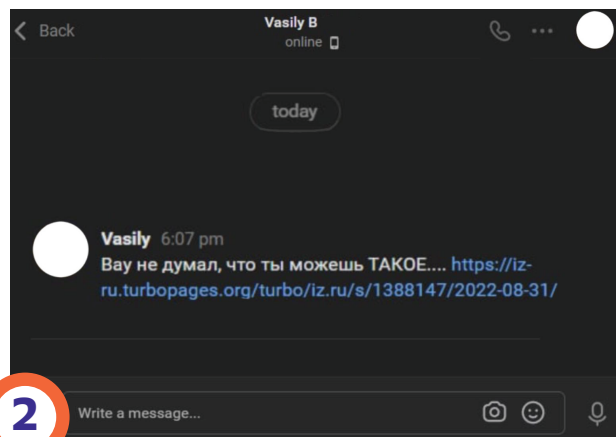 Back
Vasily B
online
today
Vasily 6:07 pm
Вау не думал, что ты можешь ТАКОЕ.... https://iz-
ru.turbopages.org/turbo/iz.ru/s/1388147/2022-08-31/
Write a message...
2